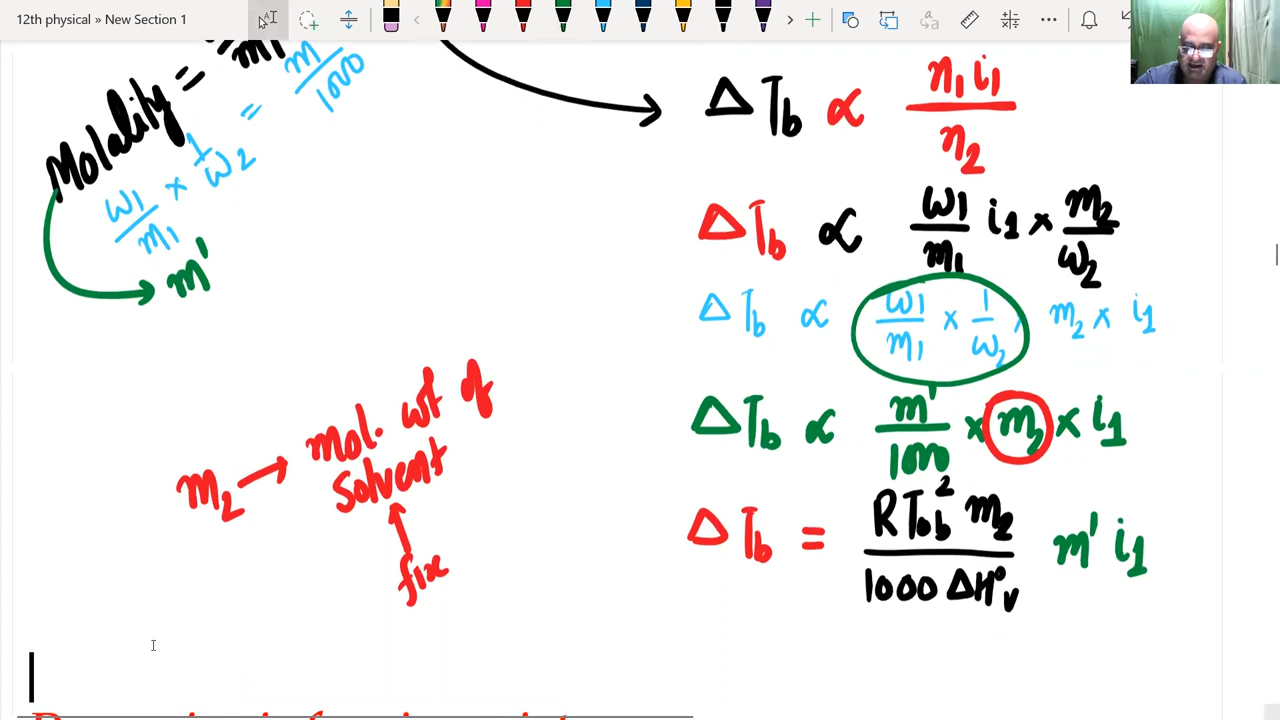 12th physical » New Section 1
Molality =
w1/m1 × 1/w2 = m/1000
m'
ΔTb ∝ n1 i1/n2
ΔTb ∝ w1/m1 i1 × m2/w2
ΔTb ∝ w1/m1 × 1/w2 × m2 × i1
ΔTb ∝ m'/1000 × m2 × i1
ΔTb = R Tob² m2/1000 ΔH°v m' i1
m2 → mol. wt of
solvent
↑
fix